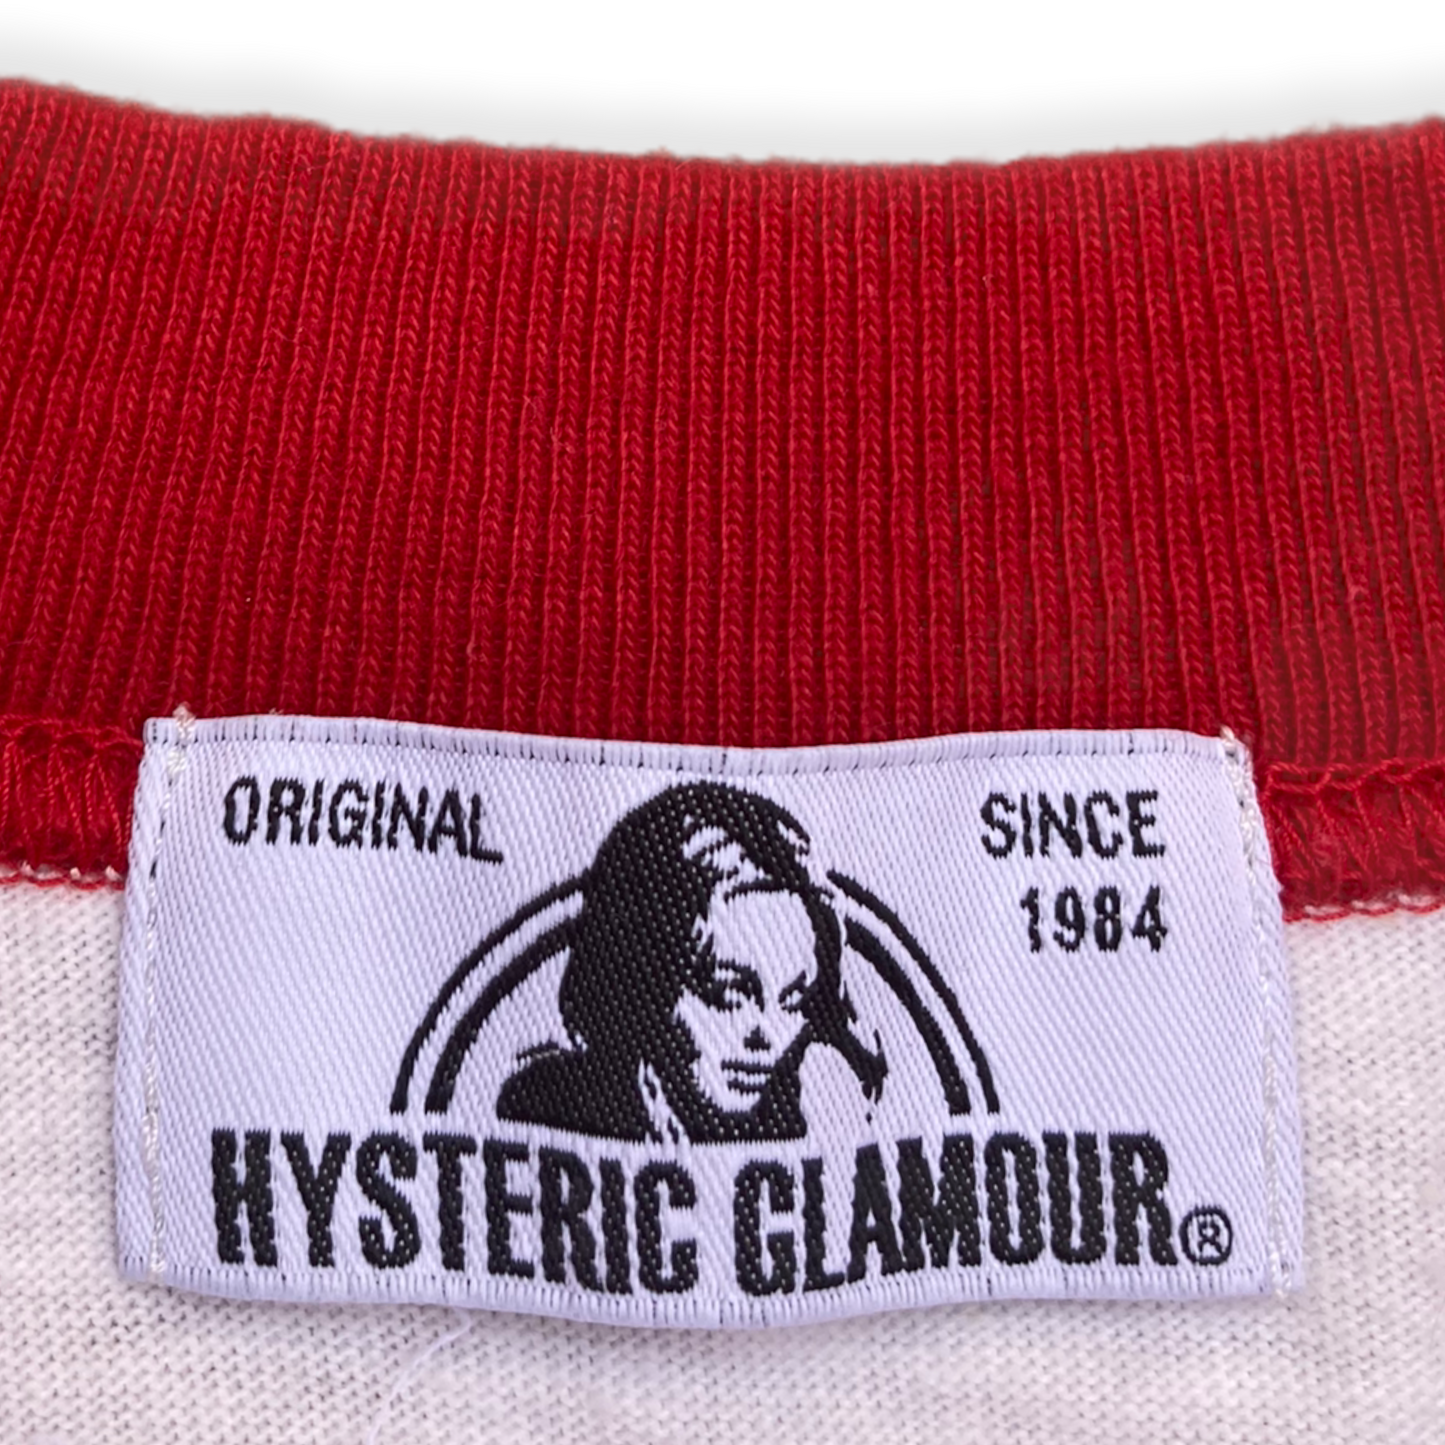 ORIGINAL
SINCE
1984
HYSTERIC GLAMOUR®